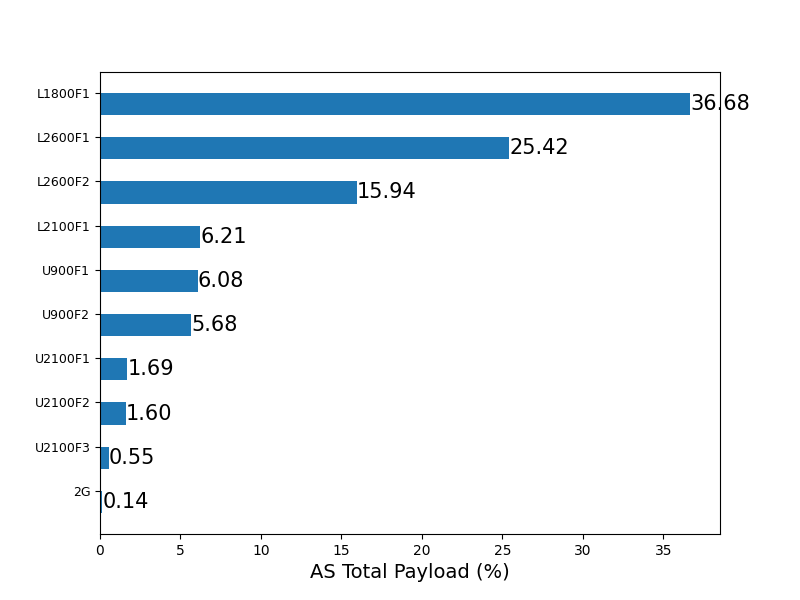 L1800F1 36.68
L2600F1 25.42
L2600F2 15.94
L2100F1 6.21
U900F1 6.08
U900F2 5.68
U2100F1 1.69
U2100F2 1.60
U2100F3 0.55
2G 0.14
0 5 10 15 20 25 30 35
AS Total Payload (%)